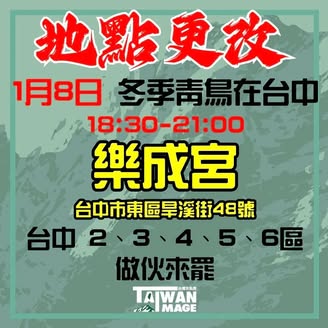 地點更改
1月8日 冬季青鳥在台中
18:30-21:00
樂成宮
台中市東區旱溪街48號
台中 2、3、4、5、6區
做伙來罷
TAIWAN
IMAGE